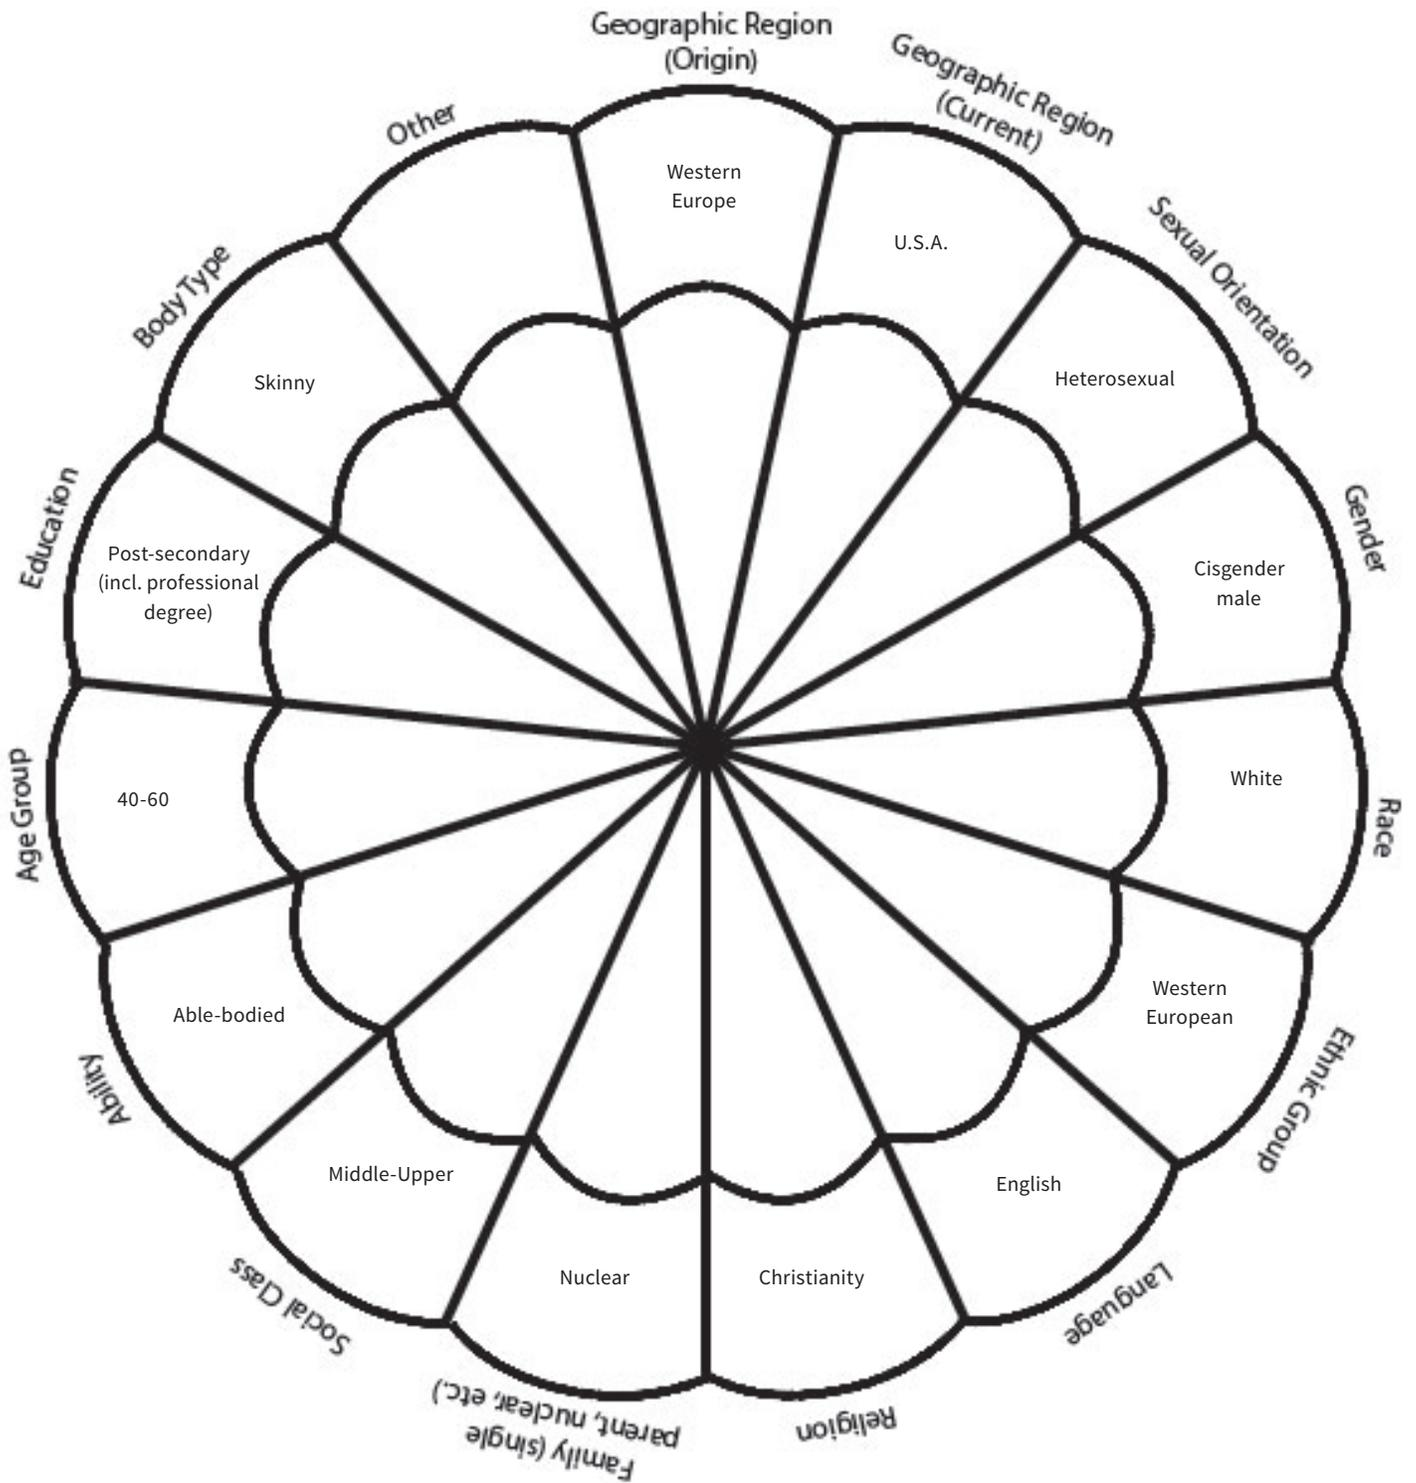 Geographic Region
(Origin)
Western
Europe
Geographic Region
(Current)
U.S.A.
Sexual Orientation
Heterosexual
Gender
Cisgender
male
Race
White
Ethnic Group
Western
European
Language
English
Religion
Christianity
Family (single
parent, nuclear, etc.)
Nuclear
Social Class
Middle-Upper
Ability
Able-bodied
Age Group
40-60
Education
Post-secondary
(incl. professional
degree)
Body Type
Skinny
Other